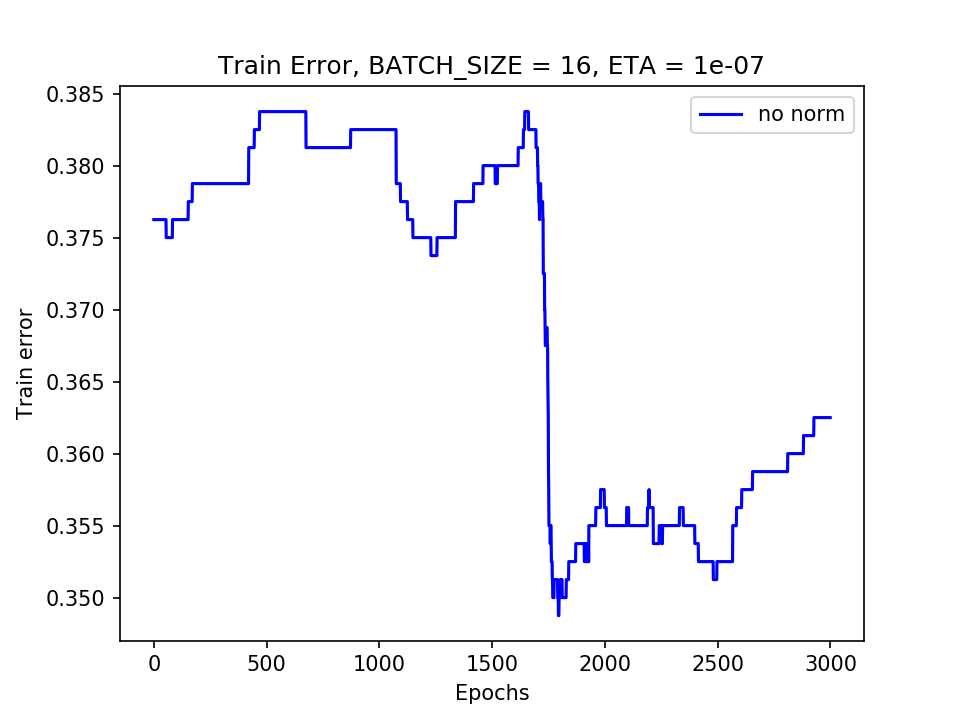 Train Error, BATCH_SIZE = 16, ETA = 1e-07
no norm
0.385
0.380
0.375
0.370
0.365
0.360
0.355
0.350
Train error
0 500 1000 1500 2000 2500 3000
Epochs